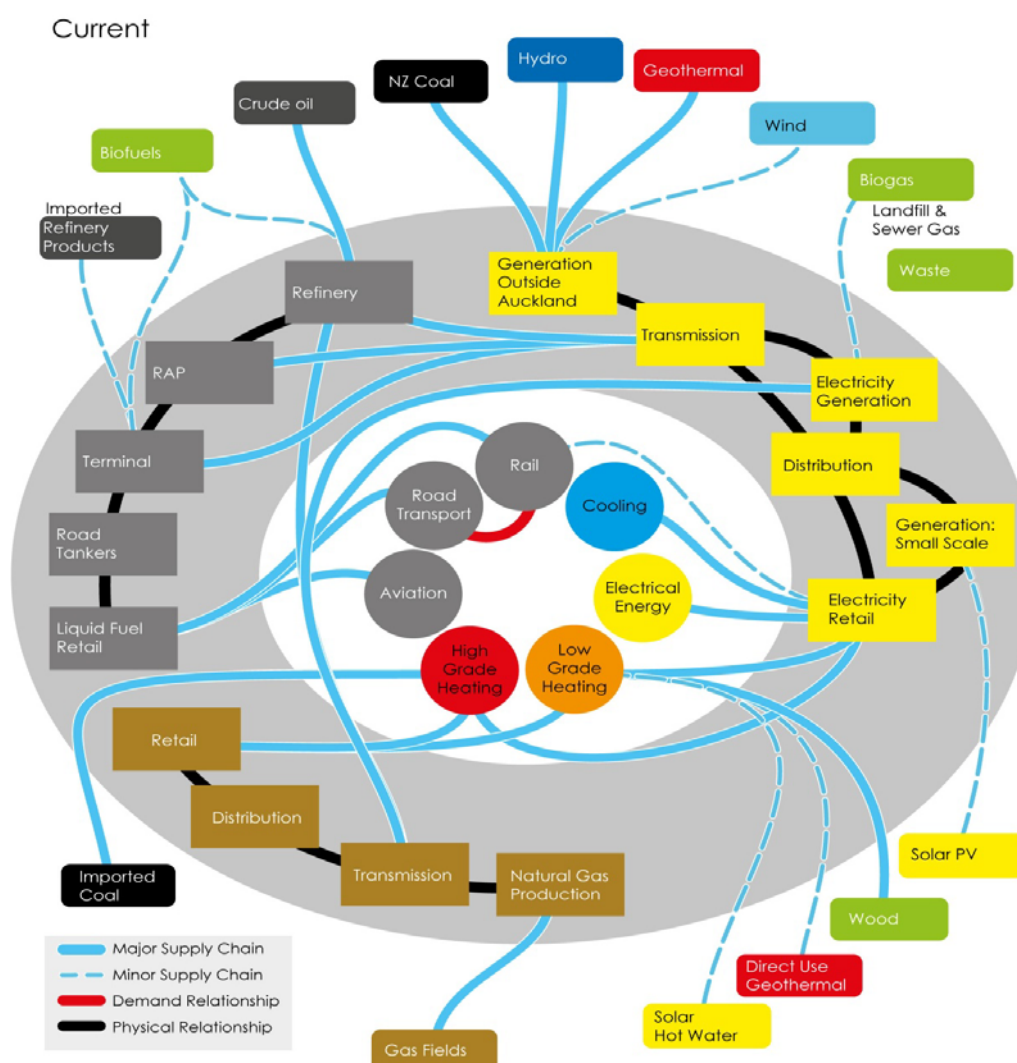 Current
NZ Coal
Hydro
Geothermal
Crude oil
Wind
Biofuels
Biogas
Landfill &
Sewer Gas
Waste
Imported
Refinery
Products
Refinery
Generation
Outside
Auckland
Transmission
RAP
Electricity
Generation
Terminal
Rail
Distribution
Road
Transport
Cooling
Road
Tankers
Generation:
Small Scale
Aviation
Electrical
Energy
Liquid Fuel
Retail
Electricity
Retail
High
Grade
Heating
Low
Grade
Heating
Retail
Distribution
Transmission
Natural Gas
Production
Imported
Coal
Solar PV
Wood
Direct Use
Geothermal
Solar
Hot Water
Gas Fields
Major Supply Chain
Minor Supply Chain
Demand Relationship
Physical Relationship